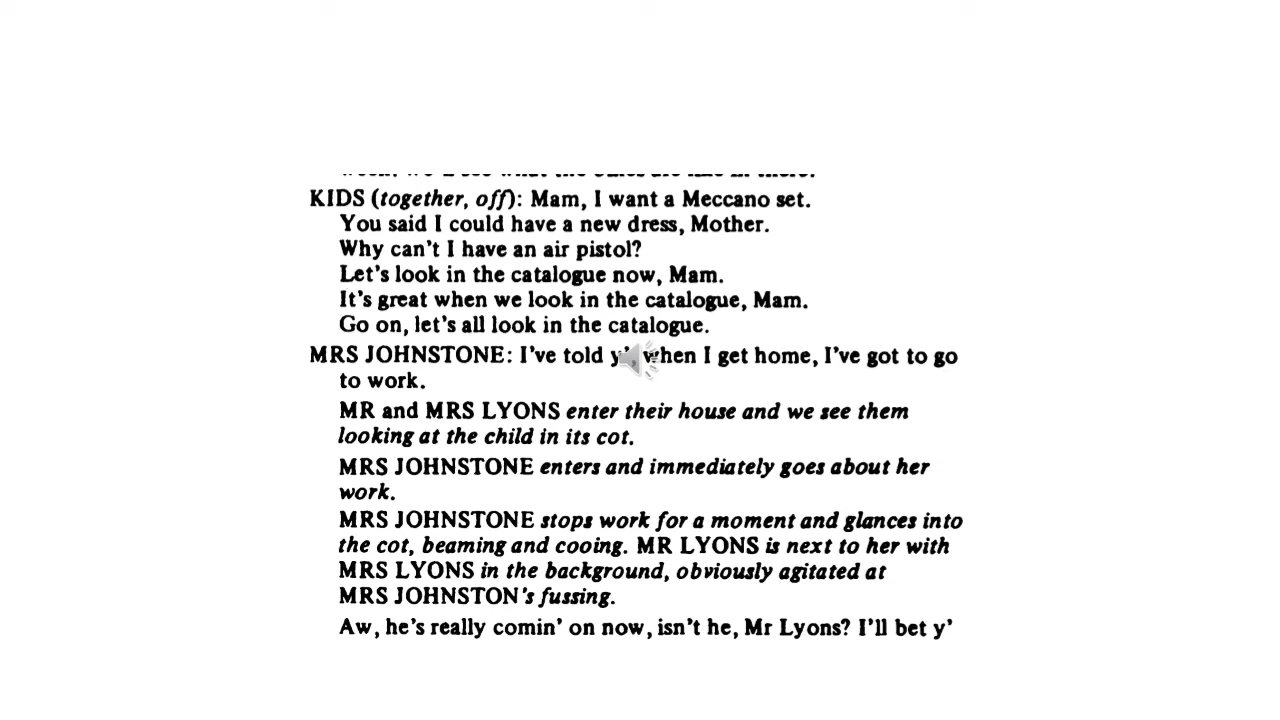 KIDS (together, off): Mam, I want a Meccano set.
You said I could have a new dress, Mother.
Why can't I have an air pistol?
Let's look in the catalogue now, Mam.
It's great when we look in the catalogue, Mam.
Go on, let's all look in the catalogue.
MRS JOHNSTONE: I've told y', when I get home, I've got to go
to work.
MR and MRS LYONS enter their house and we see them
looking at the child in its cot.
MRS JOHNSTONE enters and immediately goes about her
work.
MRS JOHNSTONE stops work for a moment and glances into
the cot, beaming and cooing. MR LYONS is next to her with
MRS LYONS in the background, obviously agitated at
MRS JOHNSTON's fussing.
Aw, he's really comin' on now, isn't he, Mr Lyons? I'll bet y'